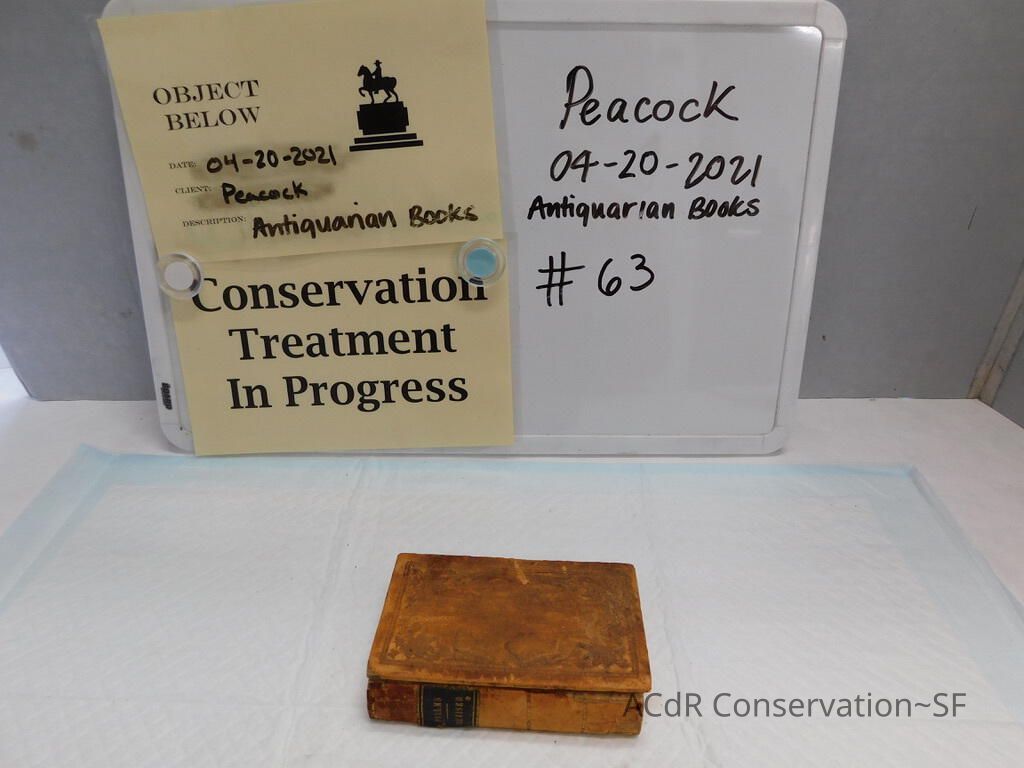 OBJECT
BELOW
DATE: 04-20-2021
CLIENT: Peacock
DESCRIPTION: Antiquarian Books
Conservation
Treatment
In Progress
Peacock
04-20-2021
Antiquarian Books
# 63
ACdR Conservation~SF